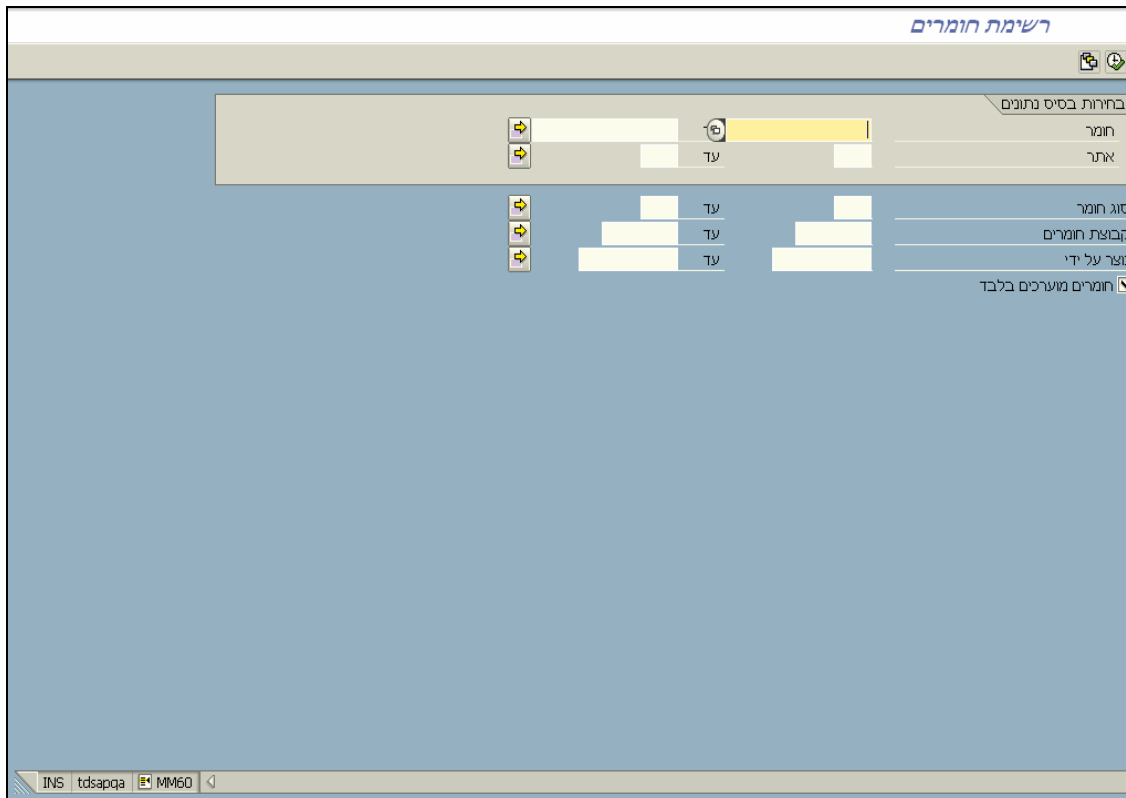 רשימת חומרים
בחירות בסיס נתונים
חומר
אתר עד
סוג חומר עד
קבוצת חומרים עד
נוצר על ידי עד
חומרים מוערכים בלבד
INS tdsapqa MM60